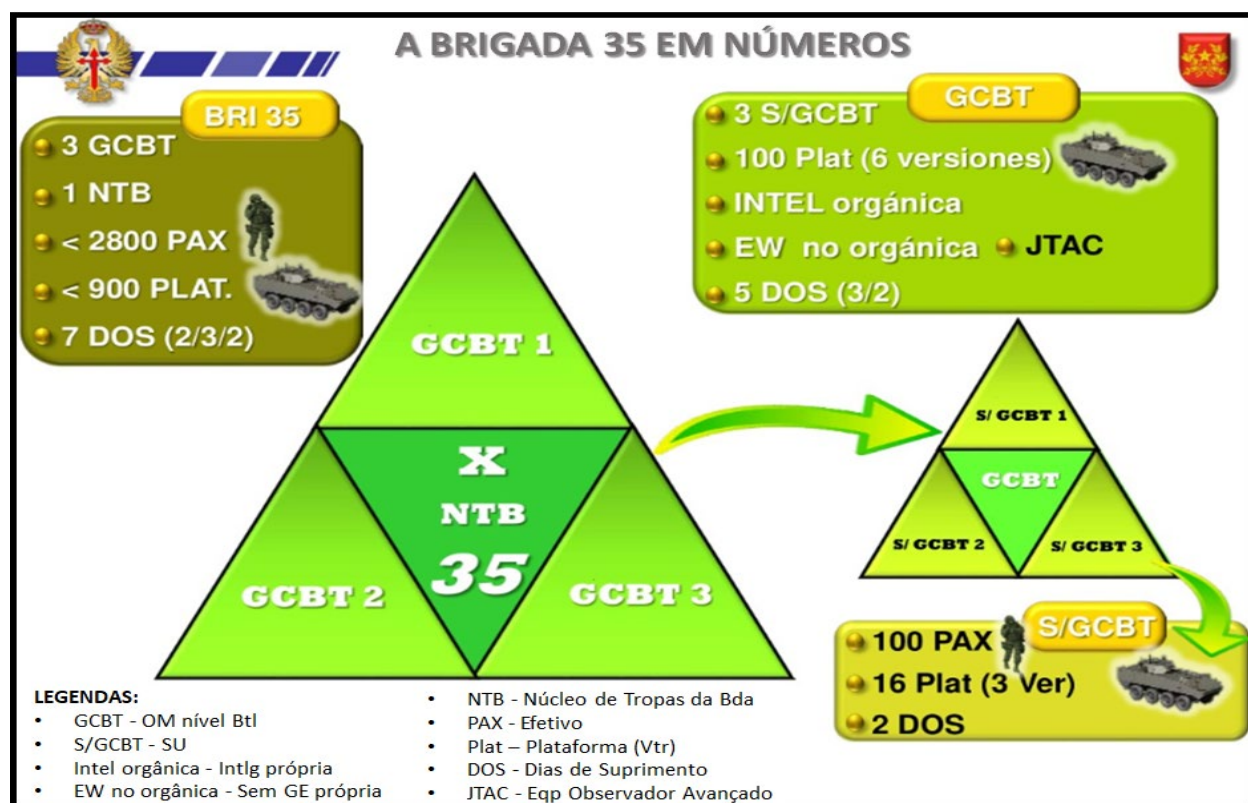 A BRIGADA 35 EM NÚMEROS
BRI 35
3 GCBT
1 NTB
< 2800 PAX
< 900 PLAT.
7 DOS (2/3/2)
GCBT
3 S/GCBT
100 Plat (6 versiones)
INTEL orgánica
EW no orgánica
JTAC
5 DOS (3/2)
GCBT 1
X
NTB
35
GCBT 2
GCBT 3
S/ GCBT 1
GCBT
S/ GCBT 2
S/ GCBT 3
S/GCBT
100 PAX
16 Plat (3 Ver)
2 DOS
LEGENDAS:
• GCBT - OM nível Btl
• S/GCBT - SU
• Intel orgânica - Intlg própria
• EW no orgânica - Sem GE própria
• NTB - Núcleo de Tropas da Bda
• PAX - Efetivo
• Plat – Plataforma (Vtr)
• DOS - Dias de Suprimento
• JTAC - Eqp Observador Avançado